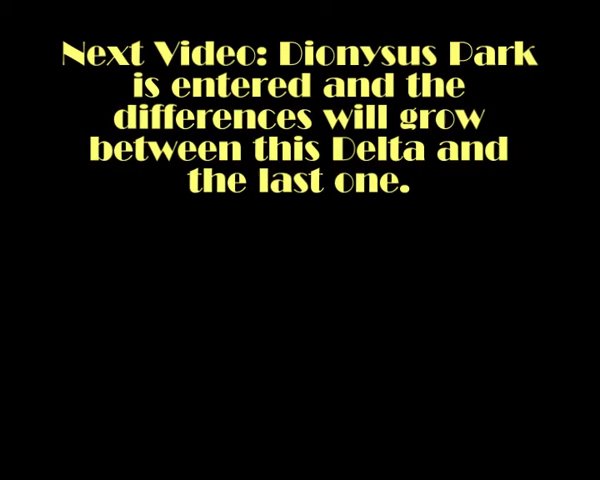 Next Video: Dionysus Park
is entered and the
differences will grow
between this Delta and
the last one.